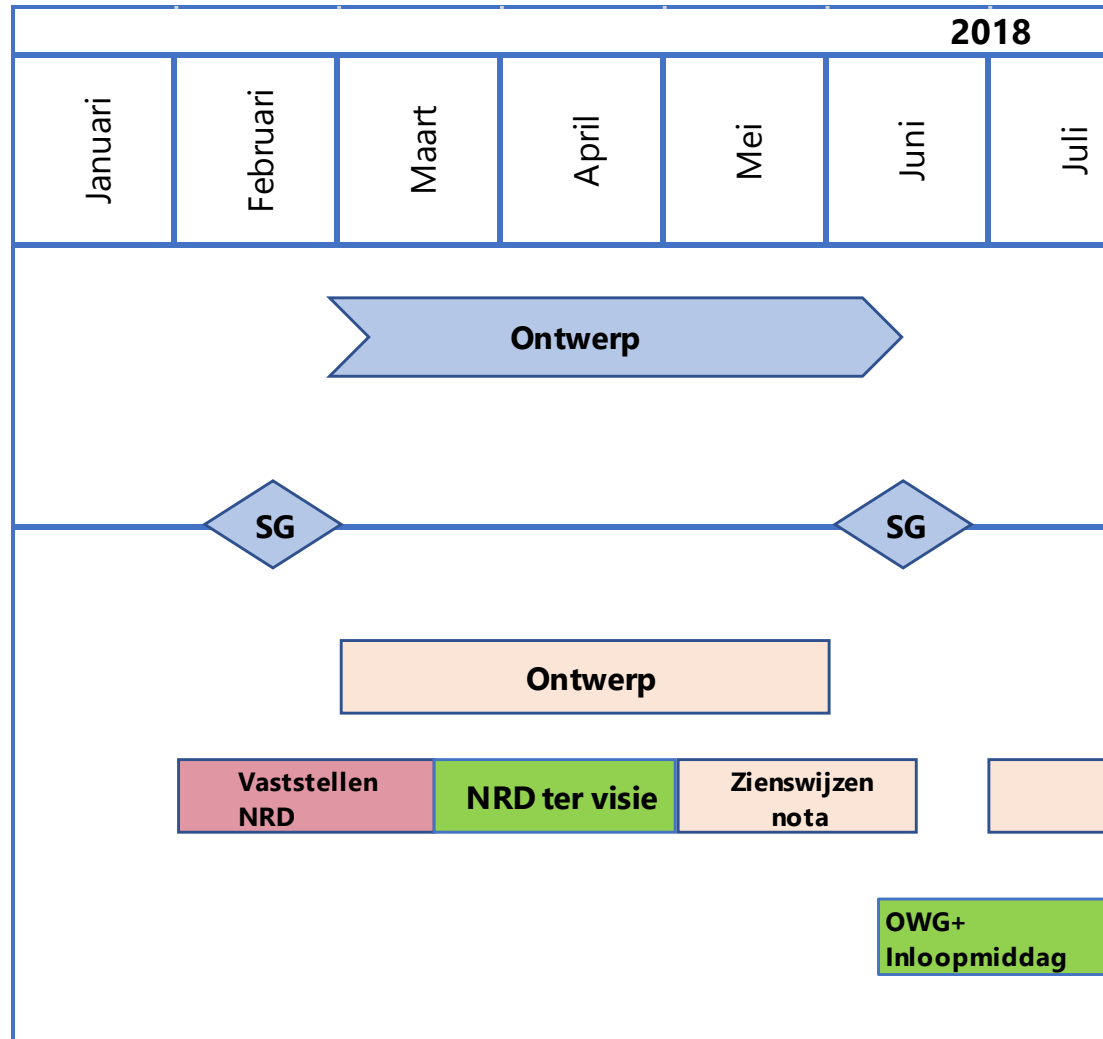 2018
Januari
Februari
Maart
April
Mei
Juni
Juli
Ontwerp
SG
SG
Ontwerp
Vaststellen
NRD
NRD ter visie
Zienswijzen
nota
OWG+
Inloopmiddag